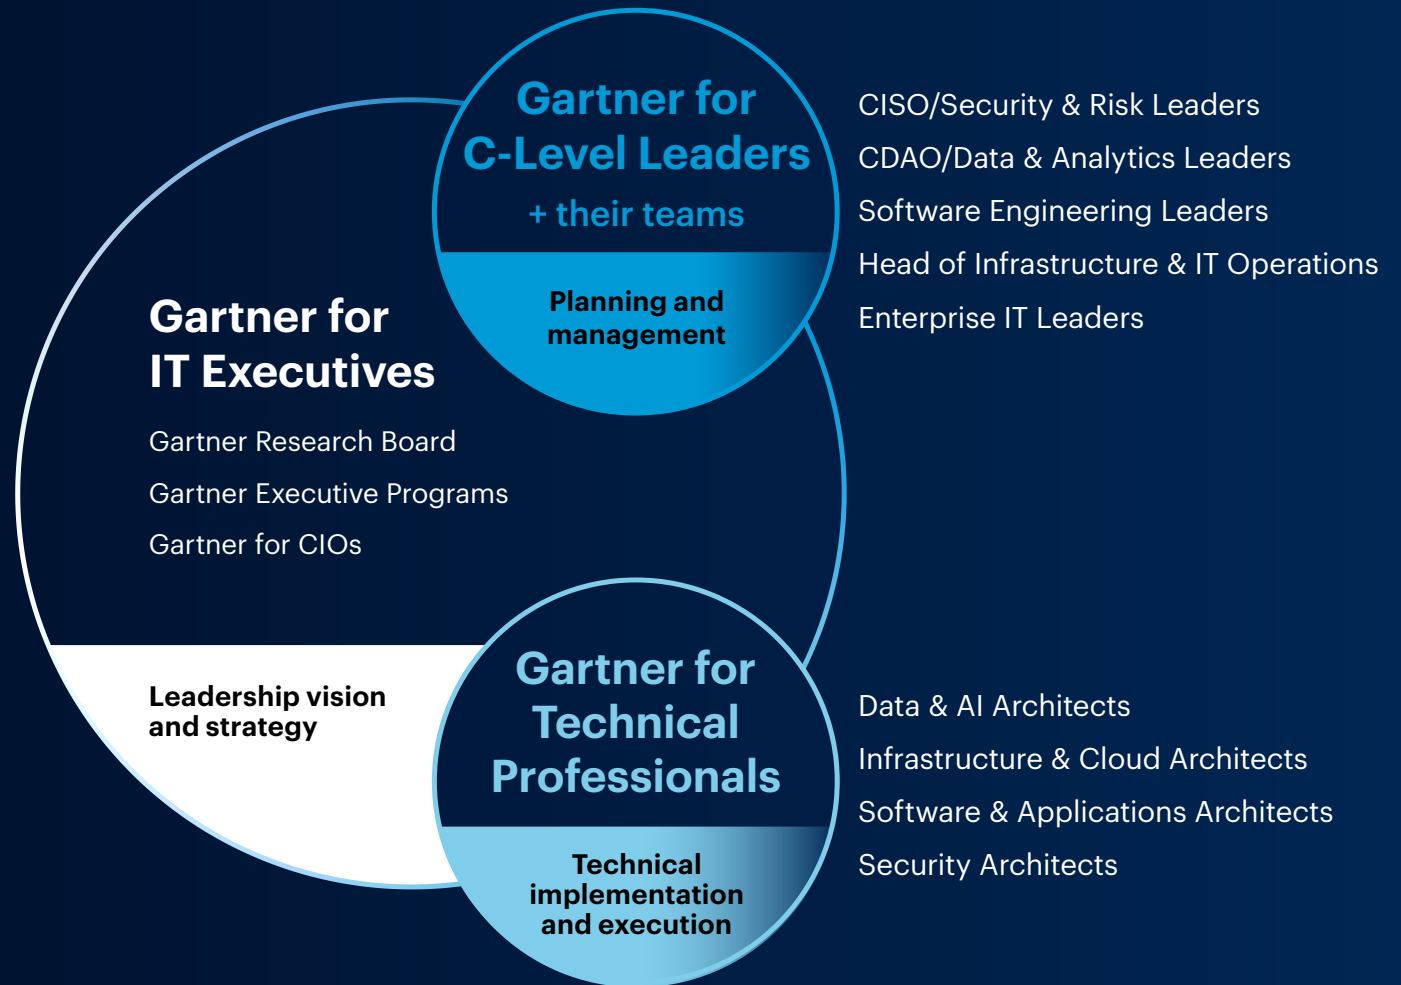 Gartner for
IT Executives
Gartner Research Board
Gartner Executive Programs
Gartner for CIOs
Leadership vision
and strategy
Gartner for
C-Level Leaders
+ their teams
Planning and
management
CISO/Security & Risk Leaders
CDAO/Data & Analytics Leaders
Software Engineering Leaders
Head of Infrastructure & IT Operations
Enterprise IT Leaders
Gartner for
Technical
Professionals
Technical
implementation
and execution
Data & AI Architects
Infrastructure & Cloud Architects
Software & Applications Architects
Security Architects